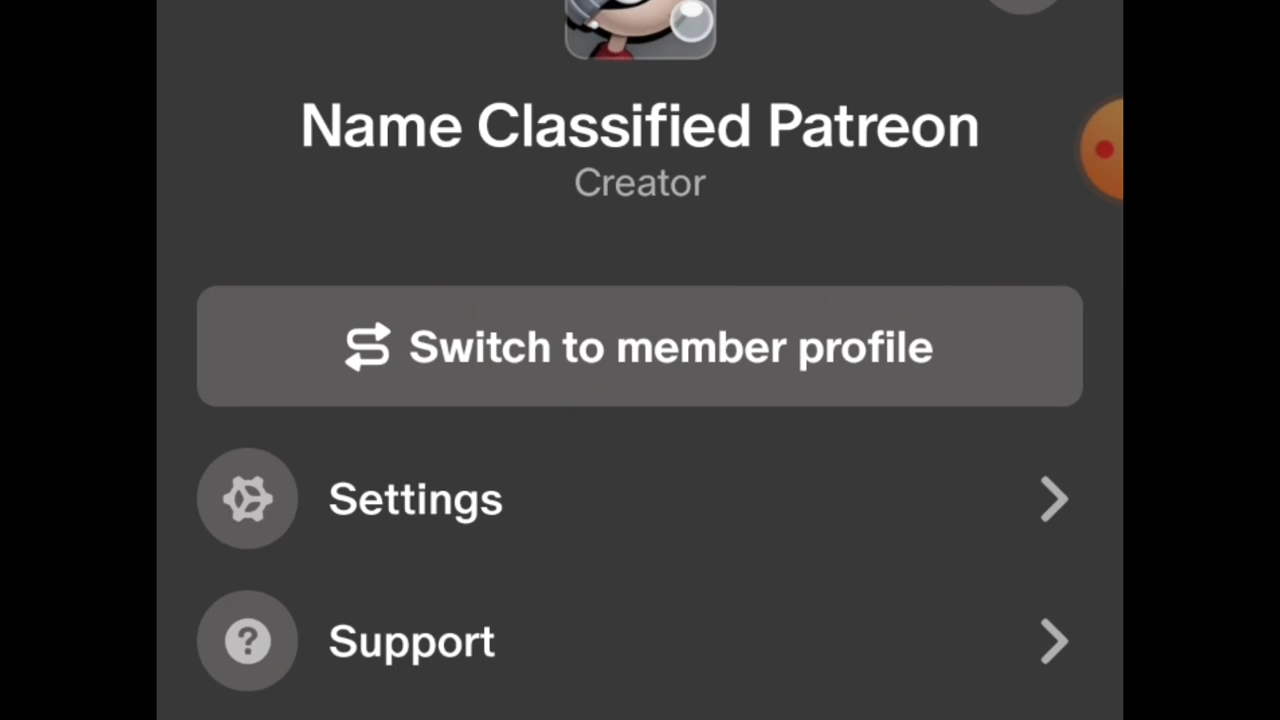 Name Classified Patreon
Creator
Switch to member profile
Settings
Support